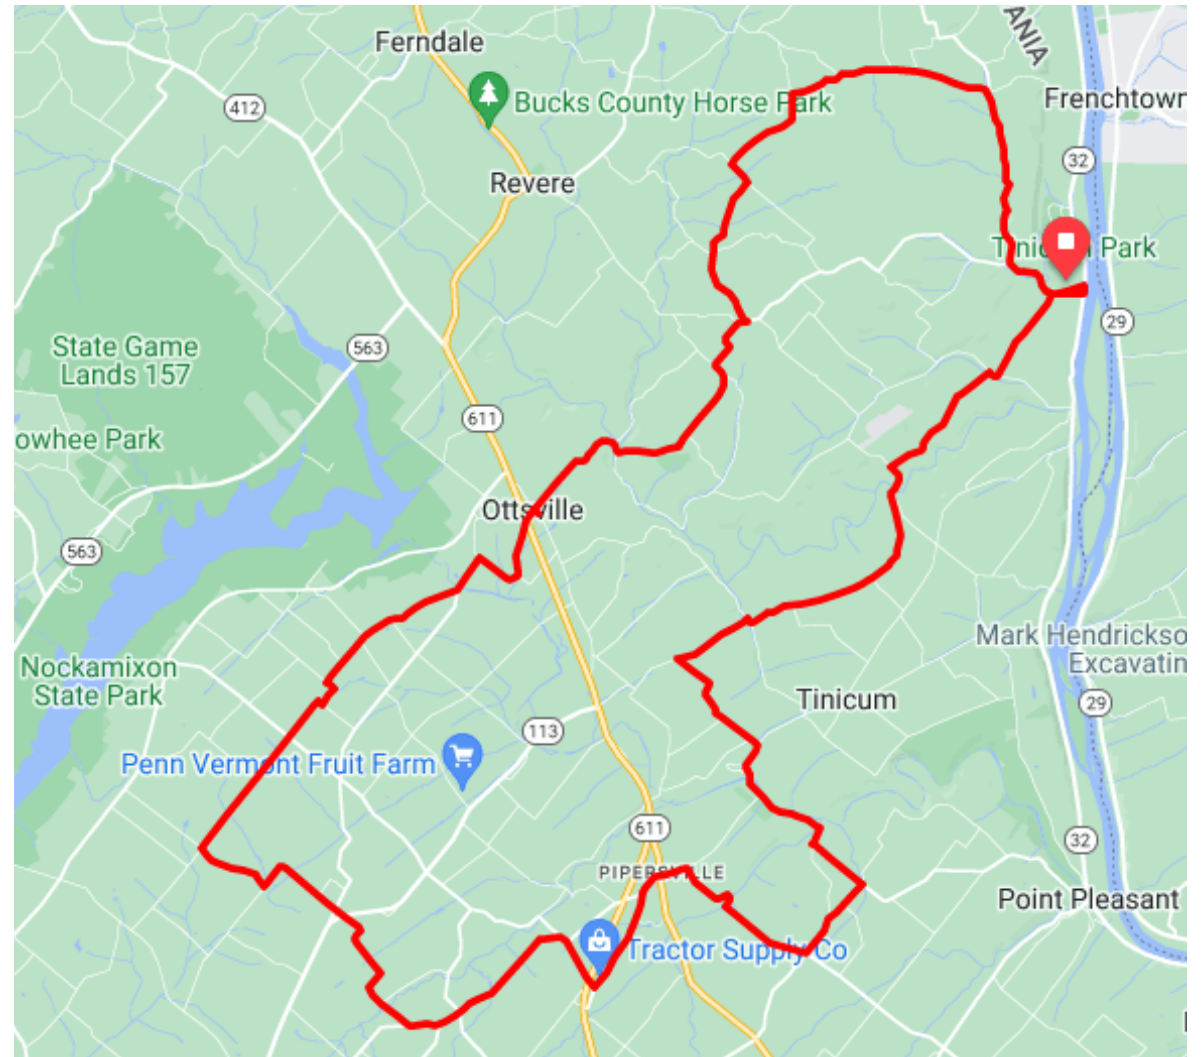 ANIA
Ferndale
Bucks County Horse Park
412
Frenchtown
32
Revere
Park
29
State Game
Lands 157
563
owhee Park
611
Ottsville
563
Mark Hendrickso
Excavatin
Nockamixon
State Park
Tinicum
29
113
Penn Vermont Fruit Farm
611
32
PIPERSVILLE
Point Pleasant
Tractor Supply Co